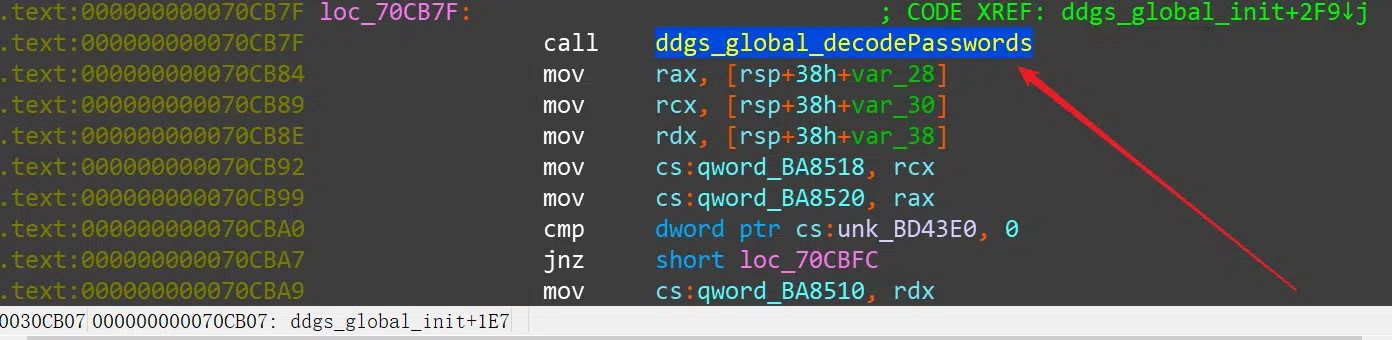 .text:000000000070CB7F loc_70CB7F: ; CODE XREF: ddgs_global_init+2F9↓j
.text:000000000070CB7F call ddgs_global_decodePasswords
.text:000000000070CB84 mov rax, [rsp+38h+var_28]
.text:000000000070CB89 mov rcx, [rsp+38h+var_30]
.text:000000000070CB8E mov rdx, [rsp+38h+var_38]
.text:000000000070CB92 mov cs:qword_BA8518, rcx
.text:000000000070CB99 mov cs:qword_BA8520, rax
.text:000000000070CBA0 cmp dword ptr cs:unk_BD43E0, 0
.text:000000000070CBA7 jnz short loc_70CBFC
.text:000000000070CBA9 mov cs:qword_BA8510, rdx
0030CB07 000000000070CB07: ddgs_global_init+1E7